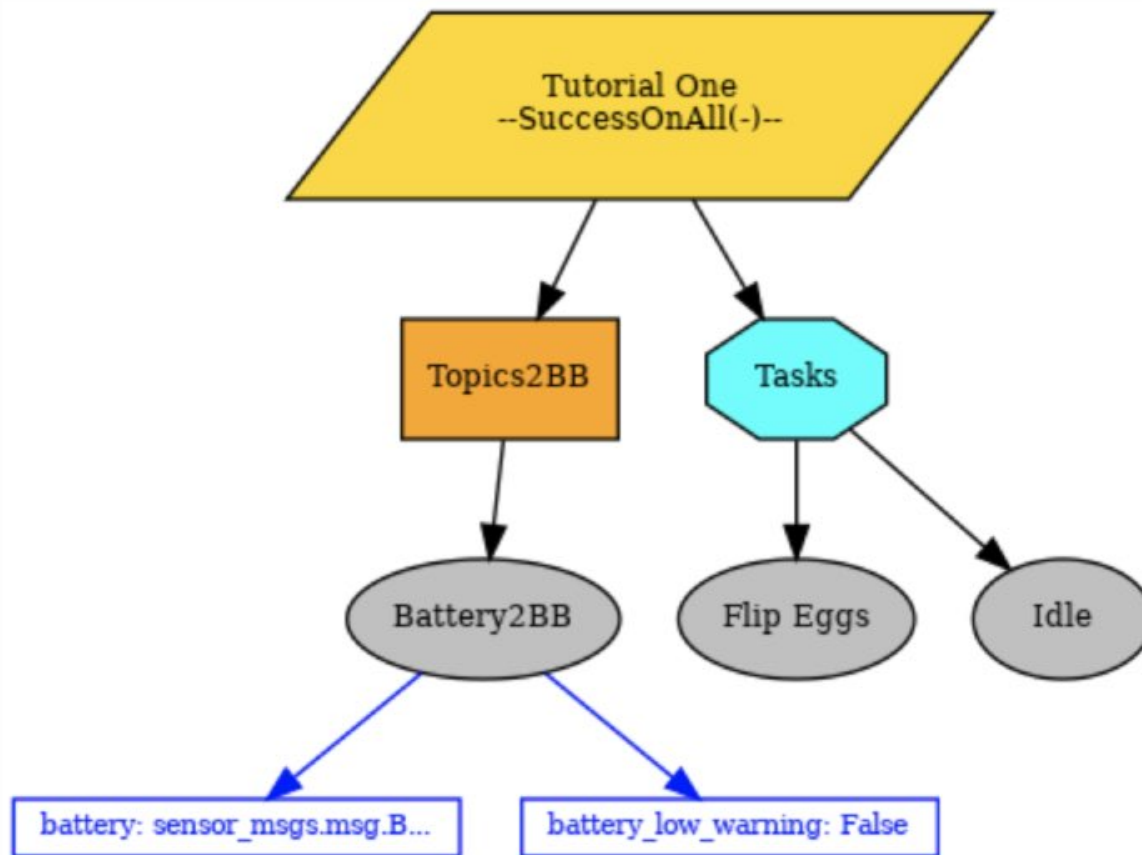 Tutorial One
--SuccessOnAll(-)--
Topics2BB
Tasks
Battery2BB
Flip Eggs
Idle
battery: sensor_msgs.msg.B...
battery_low_warning: False